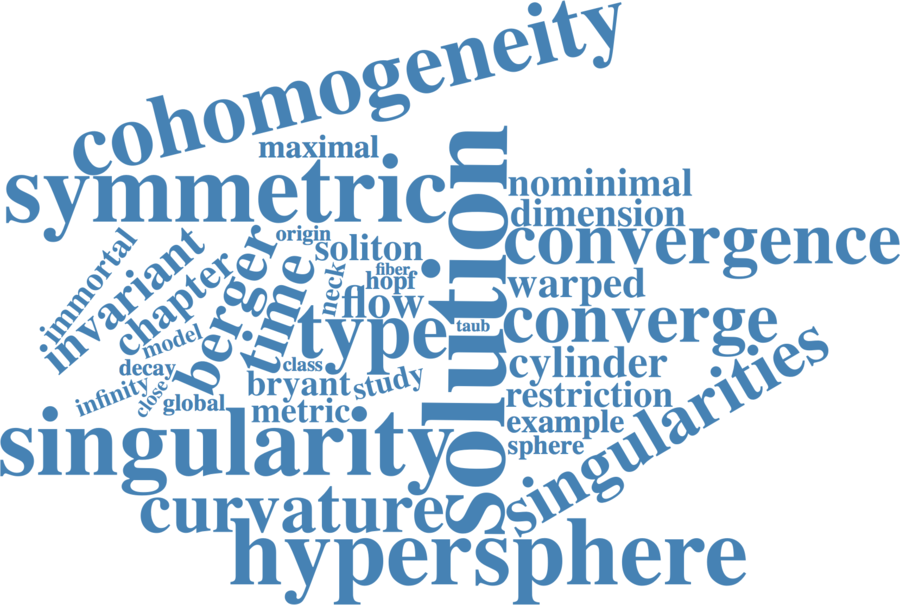 cohomogeneity
maximal
symmetric
solution
nominimal
dimension
convergence
origin
soliton
immortal
invariant
chapter
berger
time
neck
fiber
hopf
flow
warped
type
taub
converge
model
decay
class
cylinder
infinity
close
global
bryant
study
metric
restriction
example
sphere
singularities
singularity
curvature
hypersphere